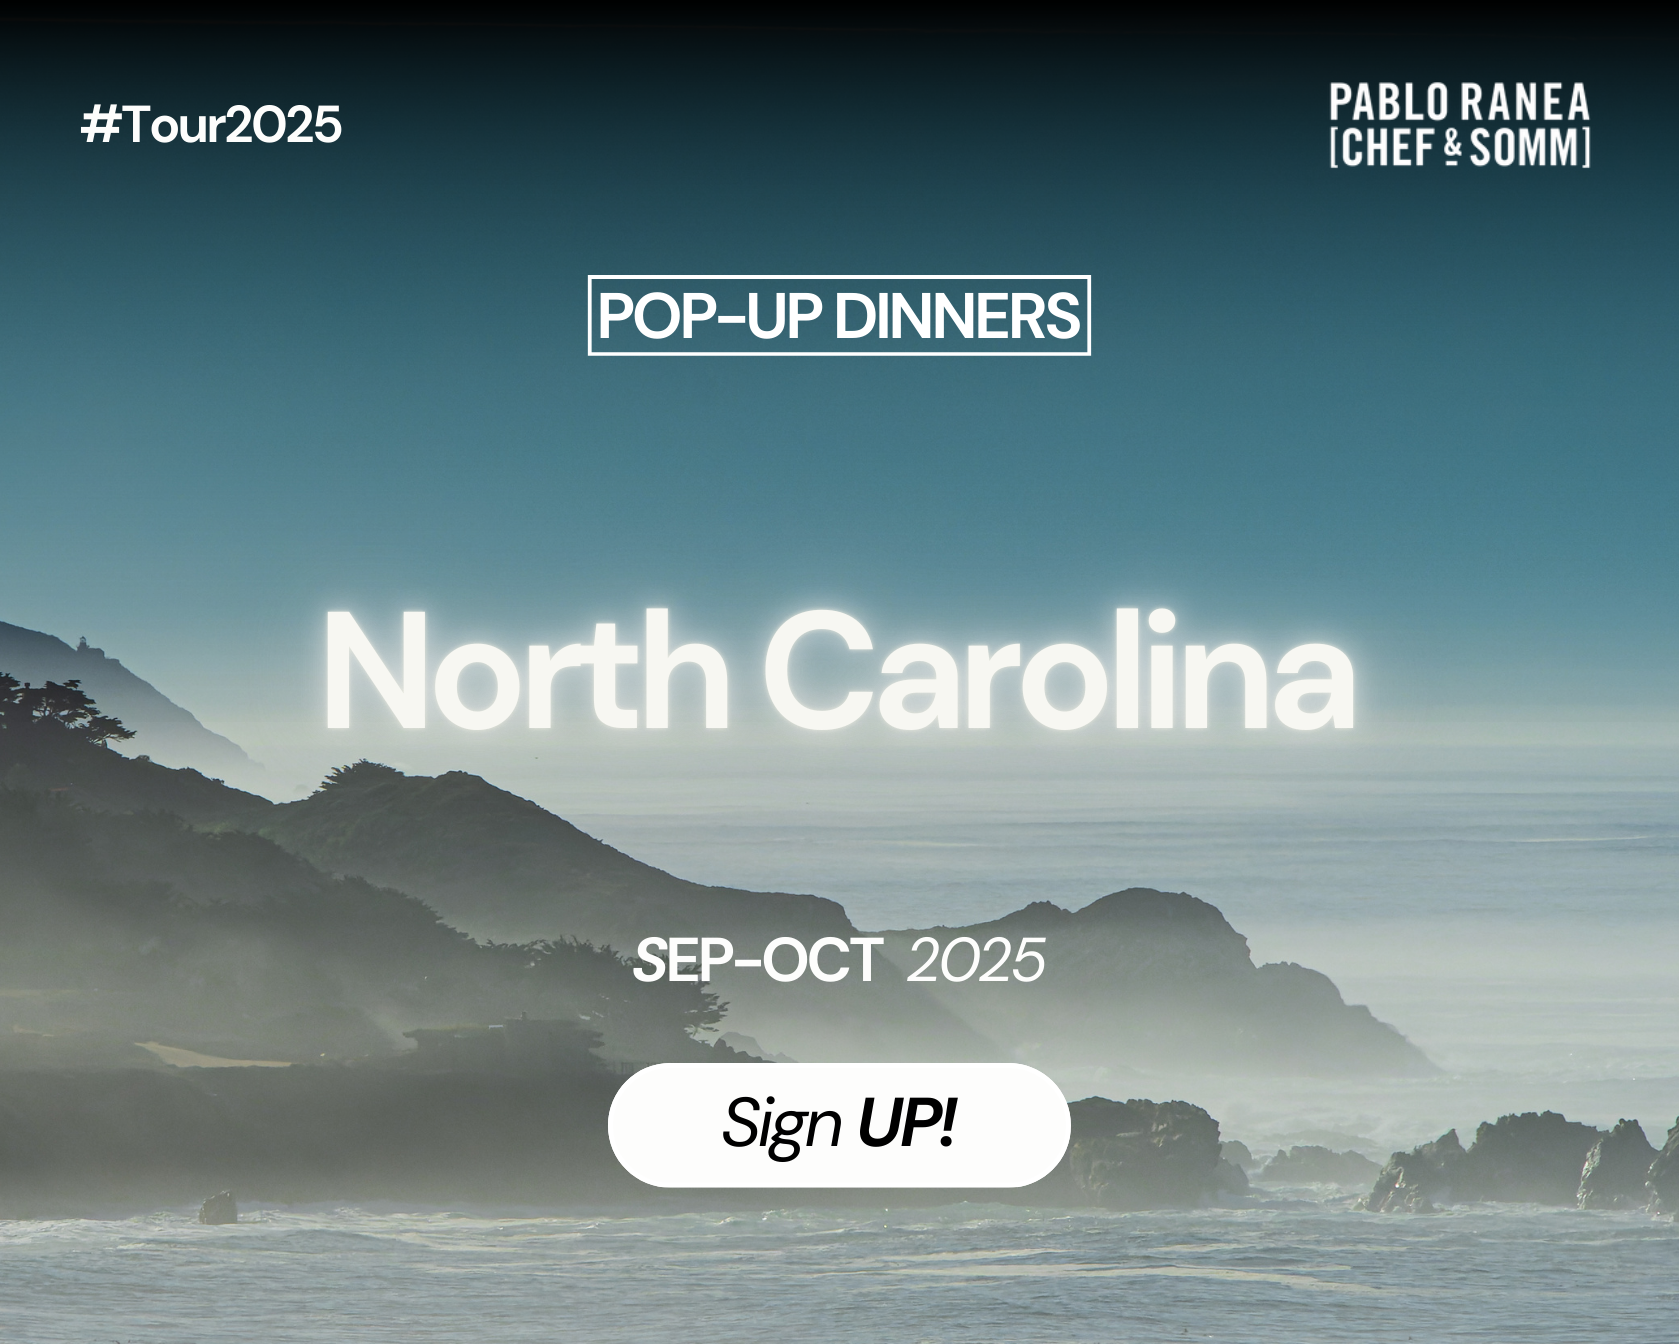 #Tour2025
PABLO RANEA
[CHEF & SOMM]
POP-UP DINNERS
North Carolina
SEP-OCT 2025
Sign UP!